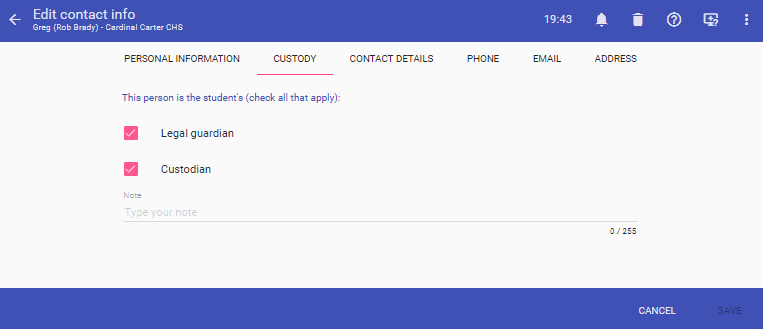 Edit contact info
Greg (Rob Brady) - Cardinal Carter CHS
19:43
PERSONAL INFORMATION CUSTODY CONTACT DETAILS PHONE EMAIL ADDRESS
This person is the student's (check all that apply):
Legal guardian
Custodian
Note
Type your note
0 / 255
CANCEL SAVE